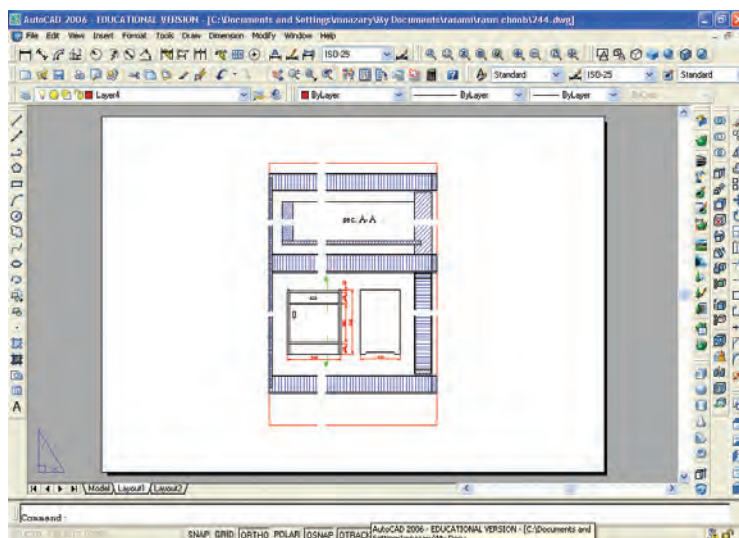 AutoCAD 2006 - EDUCATIONAL VERSION - [C:\Documents and Settings\mnazary\My Documents\rasami\rasm chobi\244.dwg]
File Edit View Insert Format Tools Draw Dimension Modify Window Help
ISO-25
Standard ISO-25 Standard
Layer4 ByLayer ByLayer ByLayer
sec. A-A
A
Model Layout1 Layout2
Command:
SNAP GRID ORTHO POLAR OSNAP OTRACK
AutoCAD 2006 - EDUCATIONAL VERSION - [C:\Documents and